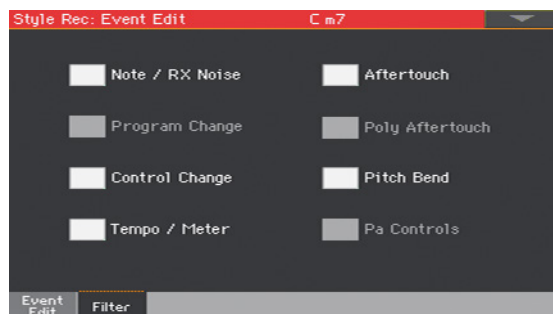 Style Rec: Event Edit C m7
Note / RX Noise Aftertouch
Program Change Poly Aftertouch
Control Change Pitch Bend
Tempo / Meter Pa Controls
Event Edit Filter